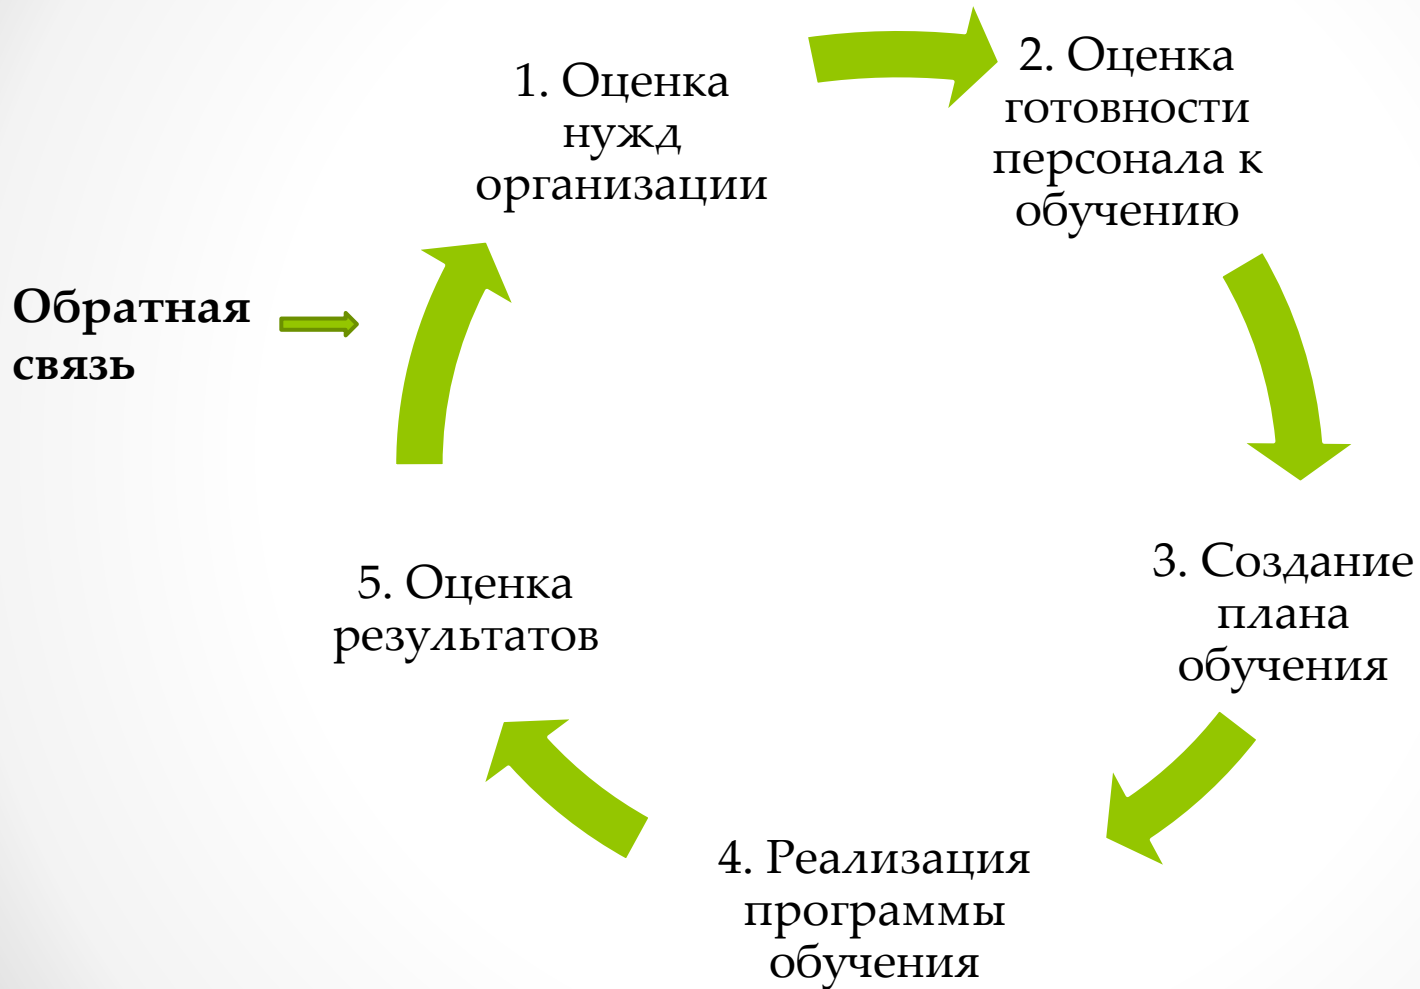 1. Оценка
нужд
организации
2. Оценка
готовности
персонала к
обучению
Обратная
связь
3. Создание
плана
обучения
5. Оценка
результатов
4. Реализация
программы
обучения